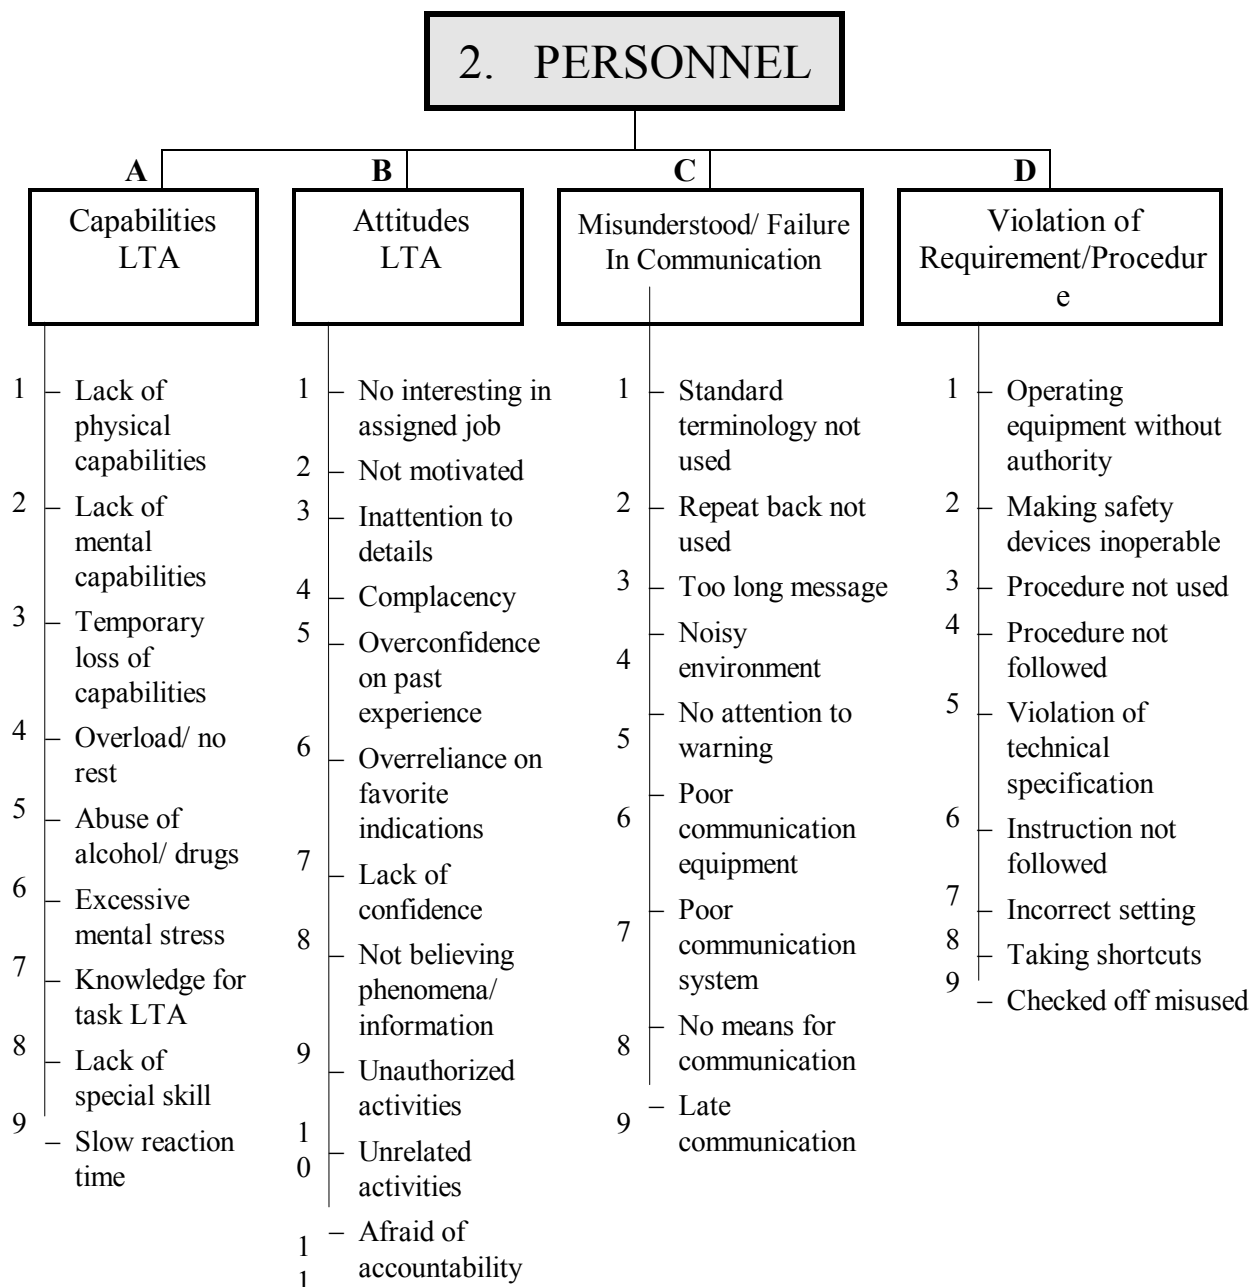 2. PERSONNEL
A
Capabilities
LTA
1 – Lack of
physical
capabilities
2 – Lack of
mental
capabilities
3 – Temporary
loss of
capabilities
4 – Overload/ no
rest
5 – Abuse of
alcohol/ drugs
6 – Excessive
mental stress
7 – Knowledge for
task LTA
8 – Lack of
special skill
9 – Slow reaction
time
B
Attitudes
LTA
1 – No interesting in
assigned job
2 – Not motivated
3 – Inattention to
details
4 – Complacency
5 – Overconfidence
on past
experience
6 – Overreliance on
favorite
indications
7 – Lack of
confidence
8 – Not believing
phenomena/
information
9 – Unauthorized
activities
1 – Unrelated
0 activities
– Afraid of
1 accountability
1
C
Misunderstood/ Failure
In Communication
1 – Standard
terminology not
used
2 – Repeat back not
used
3 – Too long message
– Noisy
4 environment
– No attention to
5 warning
– Poor
6 communication
equipment
– Poor
7 communication
system
– No means for
8 communication
– Late
9 communication
D
Violation of
Requirement/Procedur
e
1 – Operating
equipment without
authority
2 – Making safety
devices inoperable
3 – Procedure not used
4 – Procedure not
followed
5 – Violation of
technical
specification
6 – Instruction not
followed
7 – Incorrect setting
8 – Taking shortcuts
9 – Checked off misused